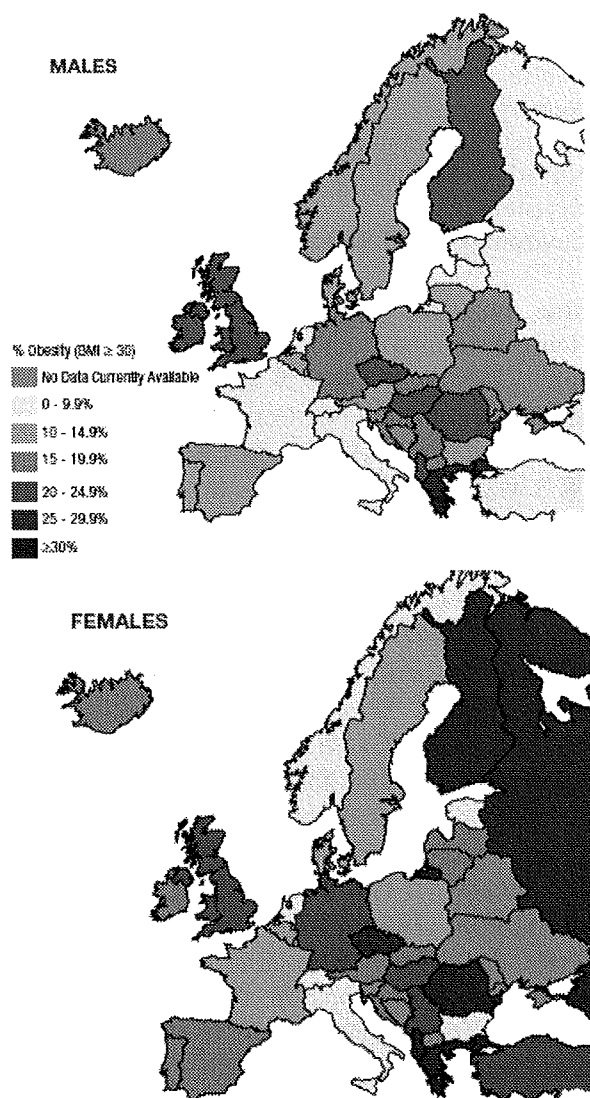 MALES
% Obesity (BMI ≥ 30)
No Data Currently Available
0 - 9.9%
10 - 14.9%
15 - 19.9%
20 - 24.9%
25 - 29.9%
≥30%
FEMALES